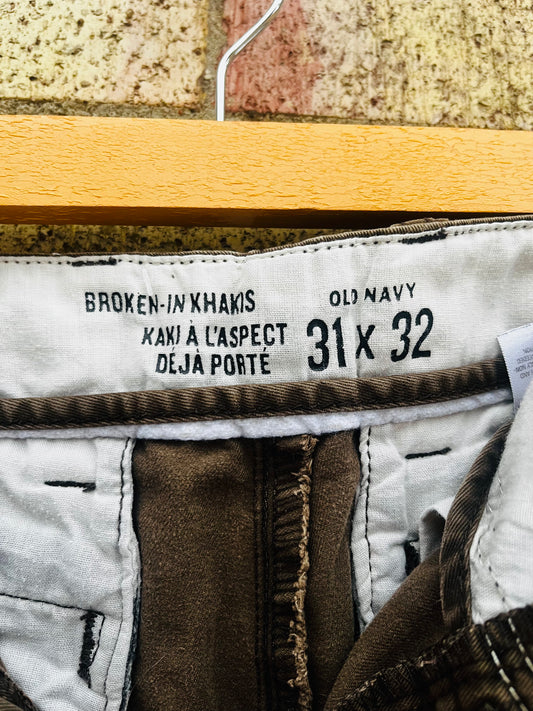 BROKEN-IN KHAKIS
KAKI À L'ASPECT
DÉJÀ PORTÉ
OLD NAVY
31 X 32